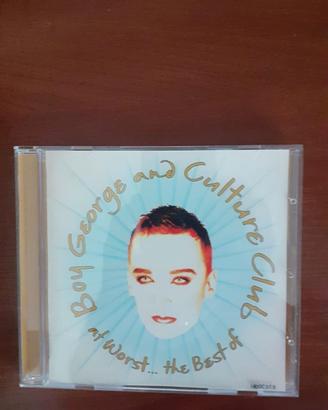 Boy George and Culture Club
at Worst... the Best of